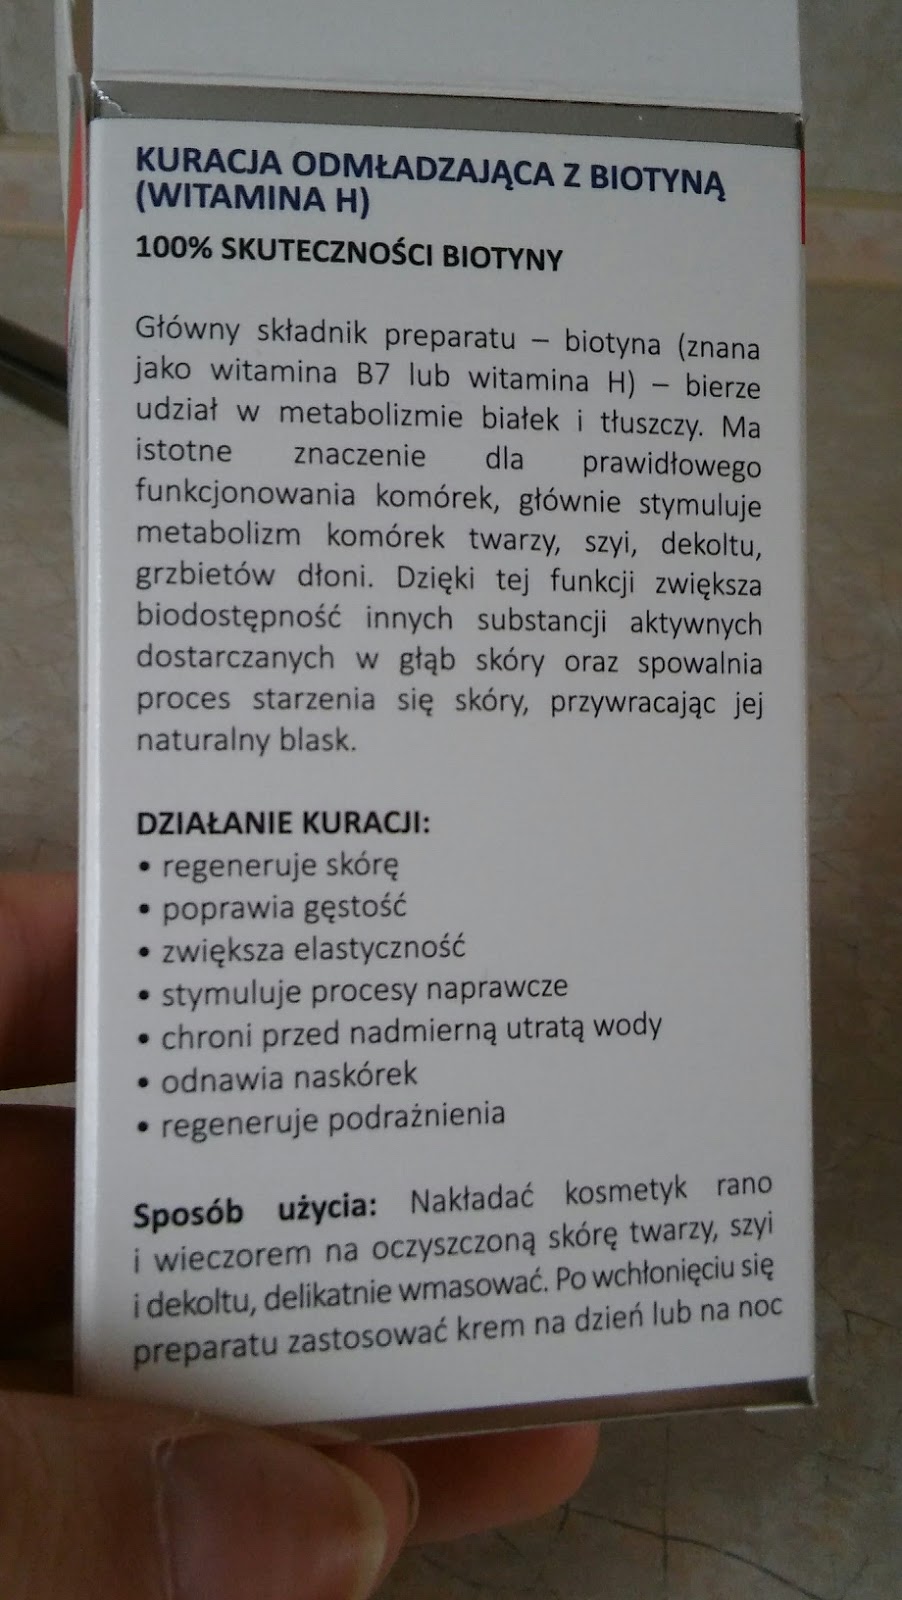 KURACJA ODMŁADZAJĄCA Z BIOTYNĄ
(WITAMINA H)
100% SKUTECZNOŚCI BIOTYNY
Główny składnik preparatu – biotyna (znana
jako witamina B7 lub witamina H) – bierze
udział w metabolizmie białek i tłuszczy. Ma
istotne znaczenie dla prawidłowego
funkcjonowania komórek, głównie stymuluje
metabolizm komórek twarzy, szyi, dekoltu,
grzbietów dłoni. Dzięki tej funkcji zwiększa
biodostępność innych substancji aktywnych
dostarczanych w głąb skóry oraz spowalnia
proces starzenia się skóry, przywracając jej
naturalny blask.
DZIAŁANIE KURACJI:
• regeneruje skórę
• poprawia gęstość
• zwiększa elastyczność
• stymuluje procesy naprawcze
• chroni przed nadmierną utratą wody
• odnawia naskórek
• regeneruje podrażnienia
Sposób użycia: Nakładać kosmetyk rano
i wieczorem na oczyszczoną skórę twarzy, szyi
i dekoltu, delikatnie wmasować. Po wchłonięciu się
preparatu zastosować krem na dzień lub na noc